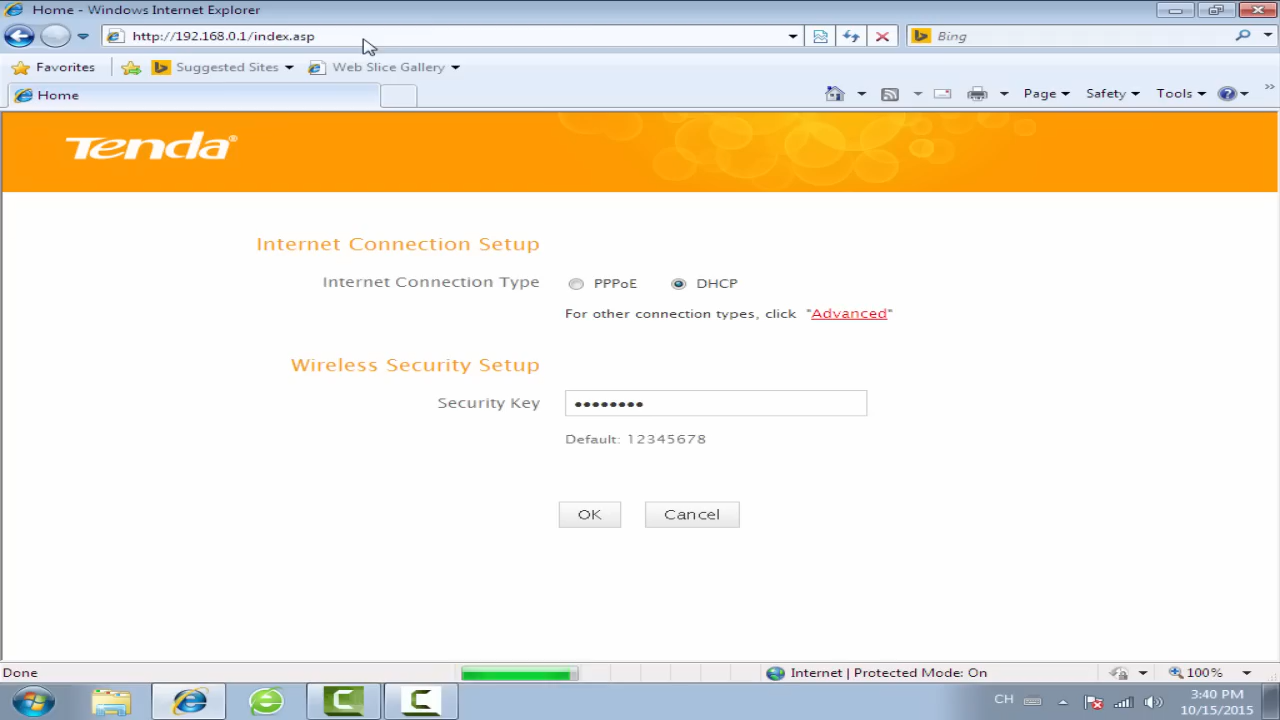 Home - Windows Internet Explorer
http://192.168.0.1/index.asp
Bing
Favorites
Suggested Sites
Web Slice Gallery
Home
Page
Safety
Tools
»
Tenda®
Internet Connection Setup
Internet Connection Type
PPPoE
DHCP
For other connection types, click "Advanced"
Wireless Security Setup
Security Key
••••••••
Default: 12345678
OK
Cancel
Done
Internet | Protected Mode: On
100%
CH
3:40 PM
10/15/2015